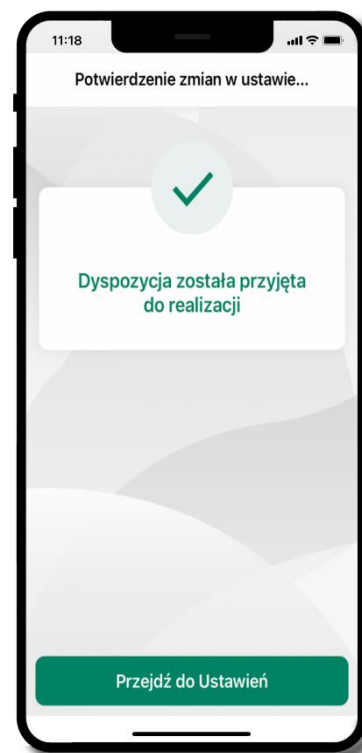 11:18
Potwierdzenie zmian w ustawie...
Dyspozycja została przyjęta
do realizacji
Przejdź do Ustawień